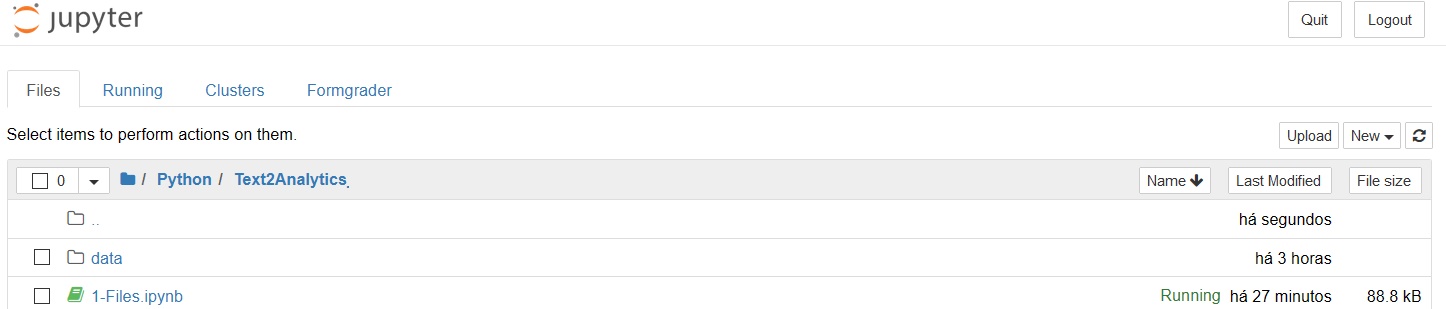 jupyter Quit Logout
Files Running Clusters Formgrader
Select items to perform actions on them. Upload New
0 / Python / Text2Analytics Name Last Modified File size
.. há segundos
data há 3 horas
1-Files.ipynb Running há 27 minutos 88.8 kB